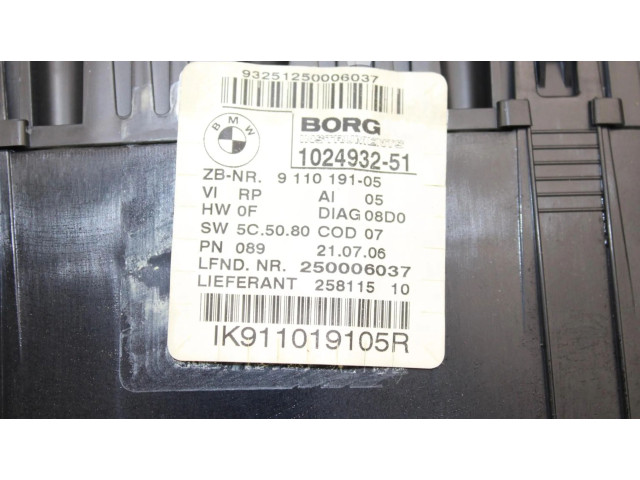 93251250006037
BMW
BORG
INSTRUMENTS
1024932-51
ZB-NR. 9 110 191-05
VI RP AI 05
HW 0F DIAG 08D0
SW 5C.50.80 COD 07
PN 089 21.07.06
LFND. NR. 250006037
LIEFERANT 258115 10
IK911019105R